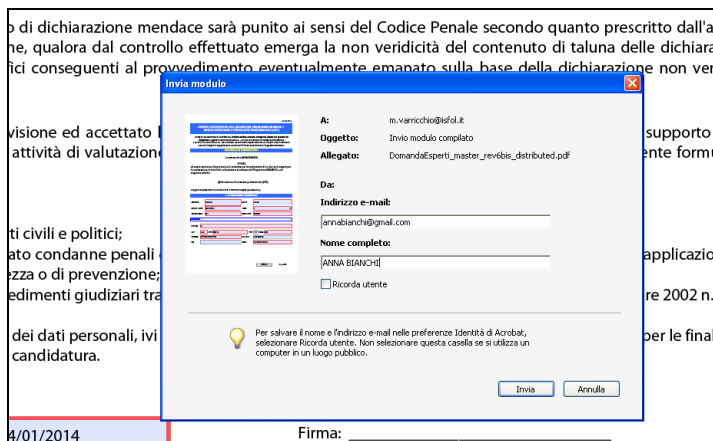 o di dichiarazione mendace sarà punito ai sensi del Codice Penale secondo quanto prescritto dall'a
ne, qualora dal controllo effettuato emerga la non veridicità del contenuto di taluna delle dichiara
fici conseguenti al provvedimento eventualmente emanato sulla base della dichiarazione non ver
Invia modulo
A: m.varricchio@isfol.it
Oggetto: Invio modulo compilato
Allegato: DomandaEsperti_master_rev6bis_distributed.pdf
Da:
Indirizzo e-mail:
annabianchi@gmail.com
Nome completo:
ANNA BIANCHI
Ricorda utente
Per salvare il nome e l'indirizzo e-mail nelle preferenze Identità di Acrobat,
selezionare Ricorda utente. Non selezionare questa casella se si utilizza un
computer in un luogo pubblico.
Invia Annulla
visione ed accettato l
supporto
attività di valutazione
ente formu
ti civili e politici;
ato condanne penali
applicazio
ezza o di prevenzione;
edimenti giudiziari tra
re 2002 n.
dei dati personali, ivi
per le final
candidatura.
4/01/2014
Firma: